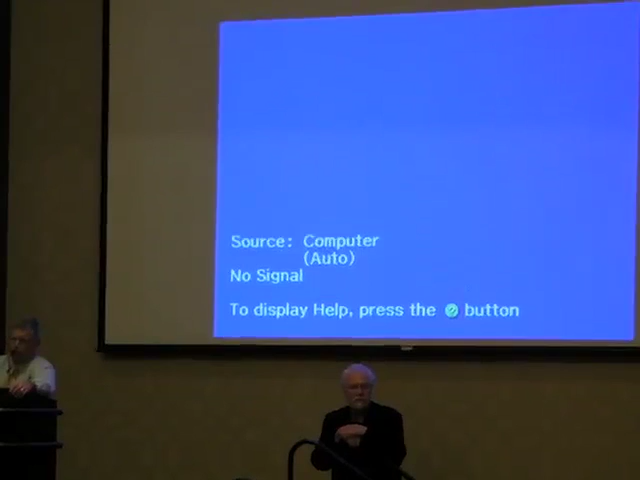 Source: Computer
(Auto)
No Signal
To display Help, press the button